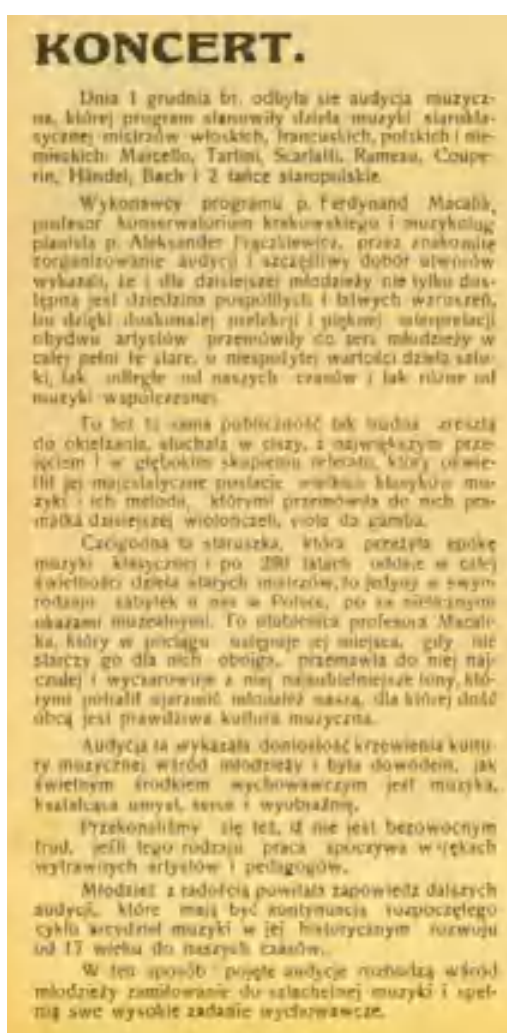 KONCERT.
Dnia 1 grudnia br. odbyła się audycja muzycz-
na, której program stanowiły dzieła muzyki starokla-
sycznej mistrzów włoskich, francuskich, polskich i nie-
mieckich: Marcello, Tartini, Scarlatti, Rameau, Coupe-
rin, Händel, Bach i 2 tańce staropolskie.
Wykonawcy programu p. Ferdynand Macalik,
profesor konserwatorium krakowskiego i muzykolog
pianista p. Aleksander Frączkiewicz, przez znakomite
zorganizowanie audycji i szczęśliwy dobór utworów
wykazali, że i dla dzisiejszej młodzieży nie tylko dos-
tępna jest dziedzina pospolitych i łatwych wzruszeń,
bo dzięki doskonałej prelekcji i pięknej interpretacji
obydwu artystów przemówiły do serc młodzieży w
całej pełni te stare, o niespożytej wartości dzieła sztu-
ki, tak odległe od naszych czasów i tak różne od
muzyki współczesnej.
To też ta sama publiczność tak trudna zresztą
do okiełzania, słuchała w ciszy, z największym prze-
jęciem i w głębokim skupieniu referatu, który oświe-
tlił jej majestatyczne postacie wielkich klasyków mu-
zyki i ich melodii, którymi przemówiła do nich pra-
matka dzisiejszej wiolonczeli, viola da gamba.
Czcigodna ta staruszka, która przeżyła epokę
muzyki klasycznej i po 280 latach oddaje w całej
świetności dzieła starych mistrzów, to jedyny w swym
rodzaju zabytek u nas w Polsce, po za nielicznymi
okazami muzealnymi. To ulubienica profesora Macali-
ka, który w pociągu ustępuje jej miejsca, gdy nie
starczy go dla nich obojga, przemawia do niej naj-
czulej i wyczarowuje z niej najsubtelniejsze tony, któ-
rymi potrafił ujarzmić młodzież naszą, dla której dość
obcą jest prawdziwa kultura muzyczna.
Audycja ta wykazała doniosłość krzewienia kultu-
ry muzycznej wśród młodzieży i była dowodem, jak
świetnym środkiem wychowawczym jest muzyka,
kształcąca umysł, serce i wyobraźnię.
Przekonaliśmy się też, iż nie jest bezowocnym
trud, jeśli tego rodzaju praca spoczywa w rękach
wytrawnych artystów i pedagogów.
Młodzież z radością powitała zapowiedź dalszych
audycji, które mają być kontynuacją rozpoczętego
cyklu arcydzieł muzyki w jej historycznym rozwoju
od 17 wieku do naszych czasów.
W ten sposób pojęte audycje rozbudzą wśród
młodzieży zamiłowanie do szlachetnej muzyki i speł-
nią swe wysokie zadanie wychowawcze.